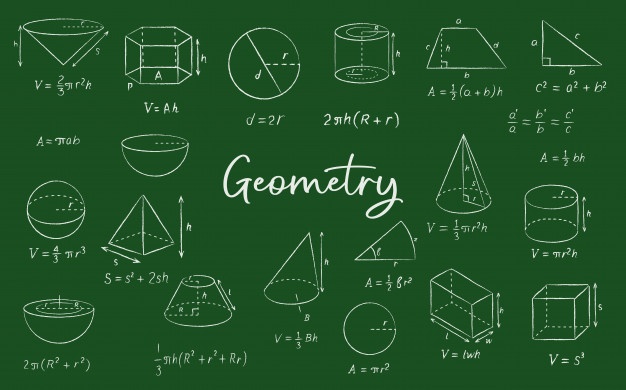 h r s
V = 2/3 πr²h
A h p
V = Ah
r d
d = 2r
r h
2πh(R + r)
a c h d b
A = ½(a + b)h
a c b
c² = a² + b²
a'/a = b'/b = c'/c
A = πab
r
Geometry
h s r
V = 1/3 πr²h
A = ½ bh
r
V = 4/3 πr³
h s
S = s² + 2sh
r h
V = πr²h
r R
2π(R² + r²)
r h l R
1/3 πh(R² + r² + Rr)
h B
V = 1/3 Bh
θ r
A = ½ θr²
r
A = πr²
h l w
V = lwh
s
V = s³